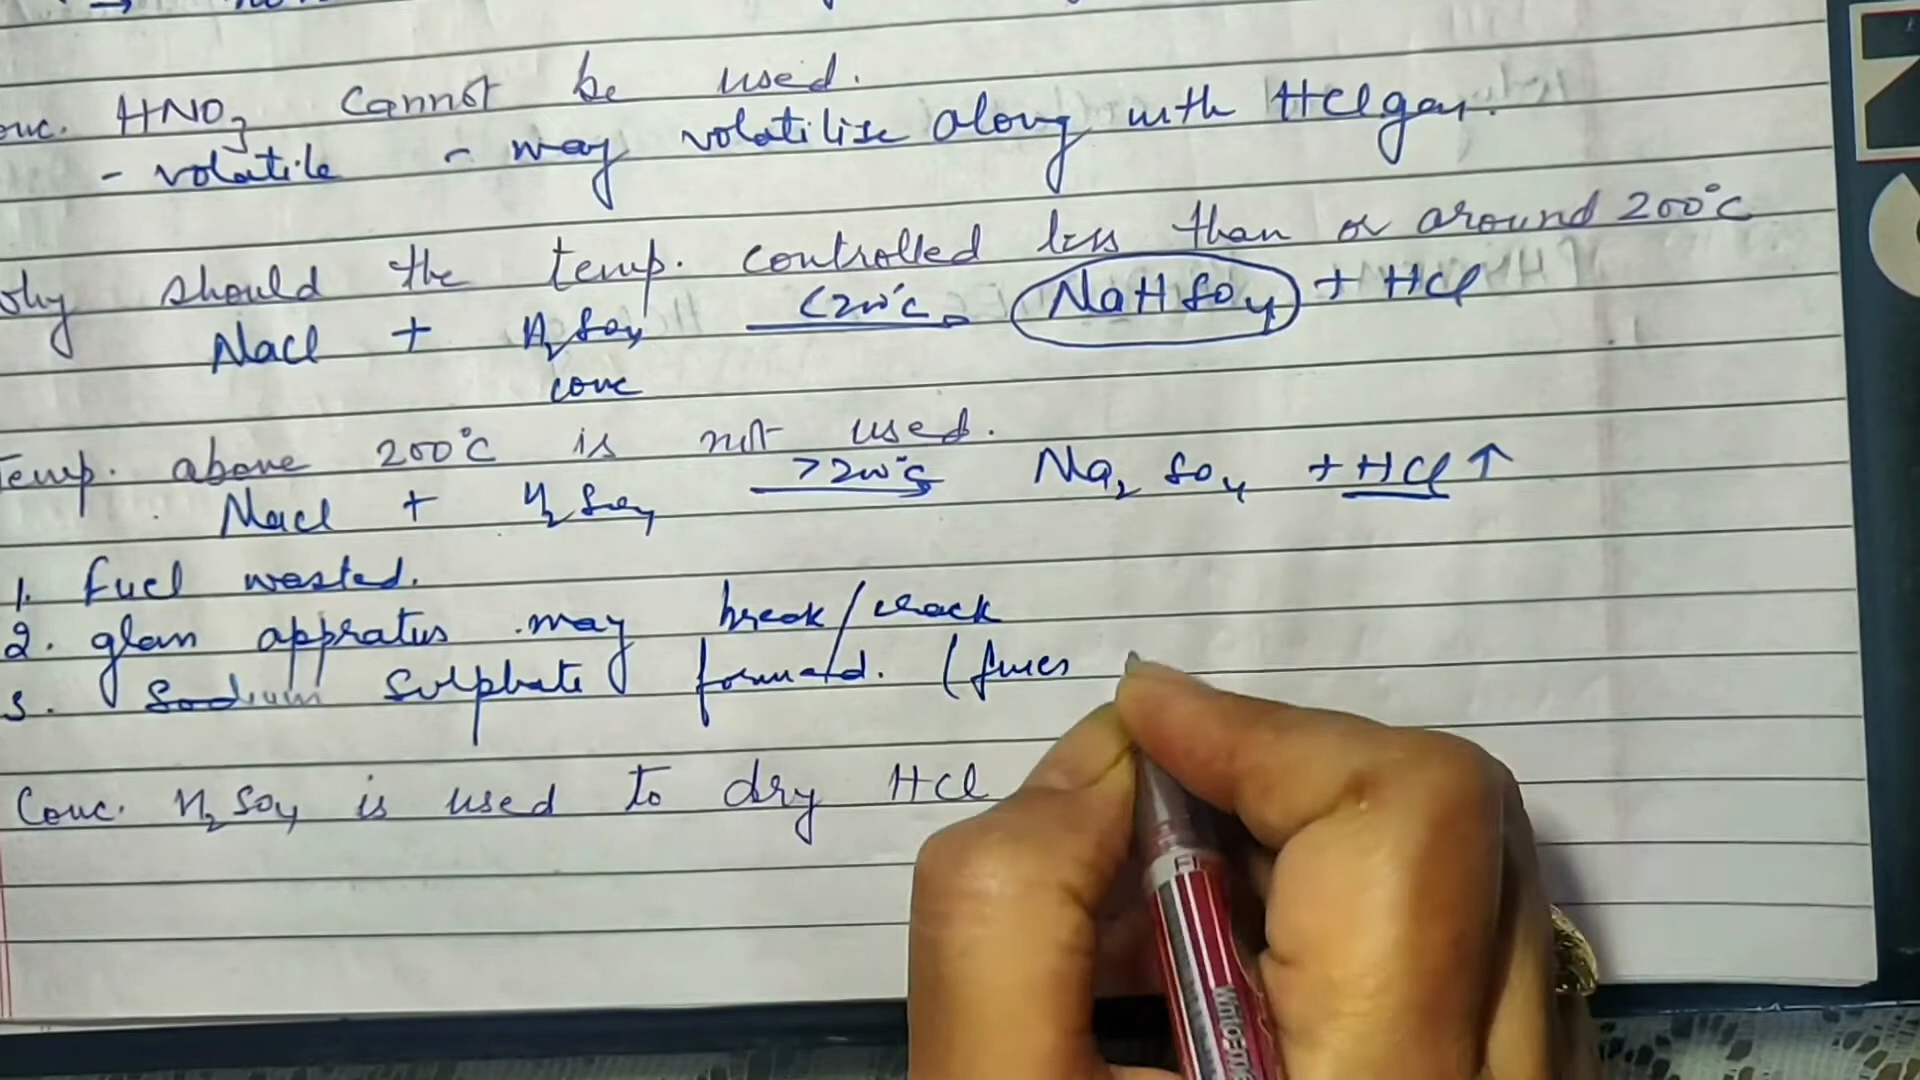 onc. HNO3 cannot be used.
- volatile - may volatilise along with HCl gas.
why should the temp. controlled less than or around 200°C
NaCl + H2SO4 <200°C NaHSO4 + HCl
conc
Temp. above 200°C is not used.
NaCl + H2SO4 >200°C Na2SO4 + HCl ↑
1. fuel wasted.
2. glass appratus may break/crack
3. Sodium Sulphate formed. (fuses
Conc. H2SO4 is used to dry HCl